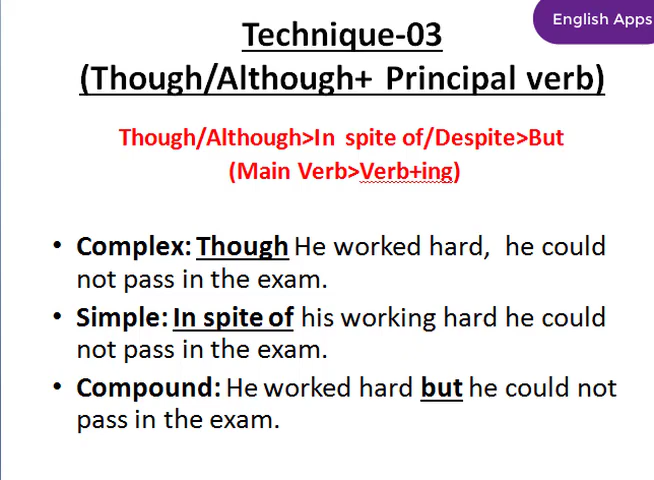 English Apps
Technique-03
(Though/Although+ Principal verb)
Though/Although>In spite of/Despite>But
(Main Verb>Verb+ing)
• Complex: Though He worked hard, he could
not pass in the exam.
• Simple: In spite of his working hard he could
not pass in the exam.
• Compound: He worked hard but he could not
pass in the exam.